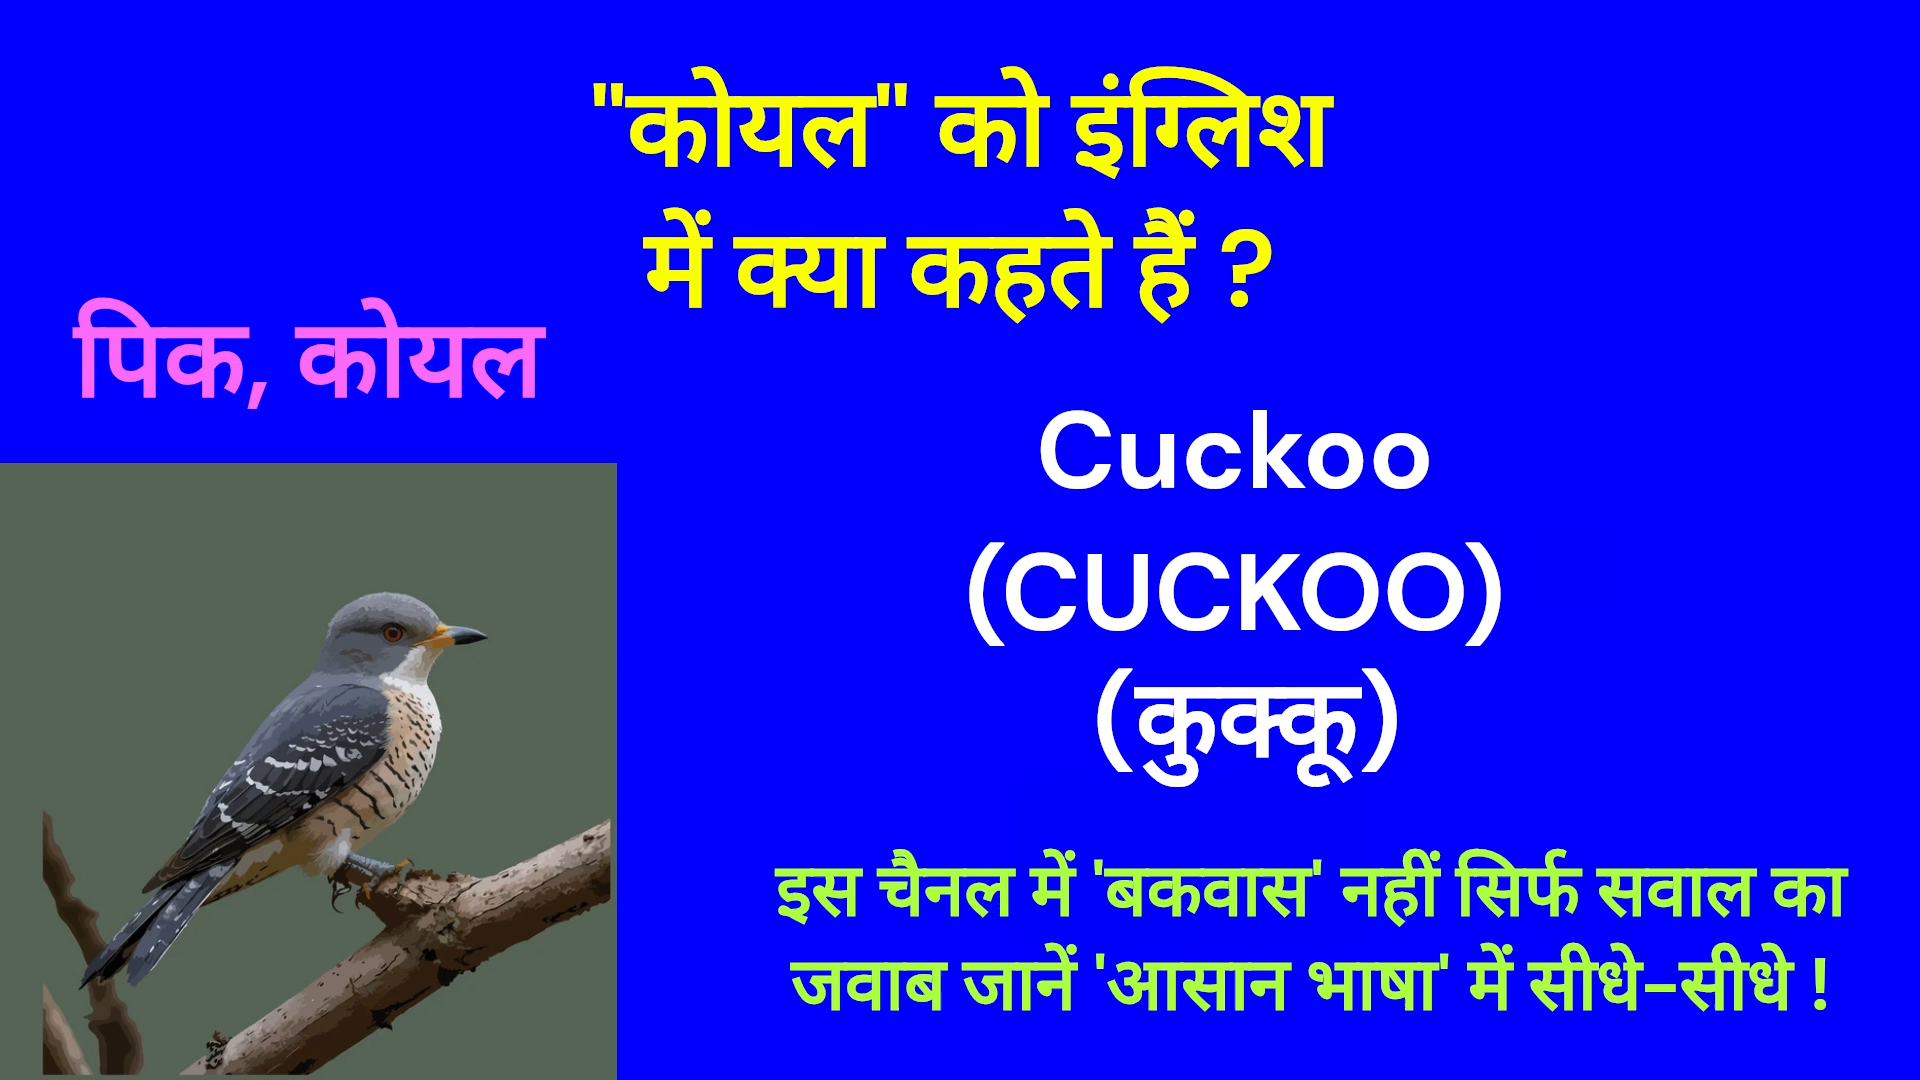 "कोयल" को इंग्लिश
में क्या कहते हैं ?
पिक, कोयल
Cuckoo
(CUCKOO)
(कुक्कू)
इस चैनल में 'बकवास' नहीं सिर्फ सवाल का
जवाब जानें 'आसान भाषा' में सीधे-सीधे !